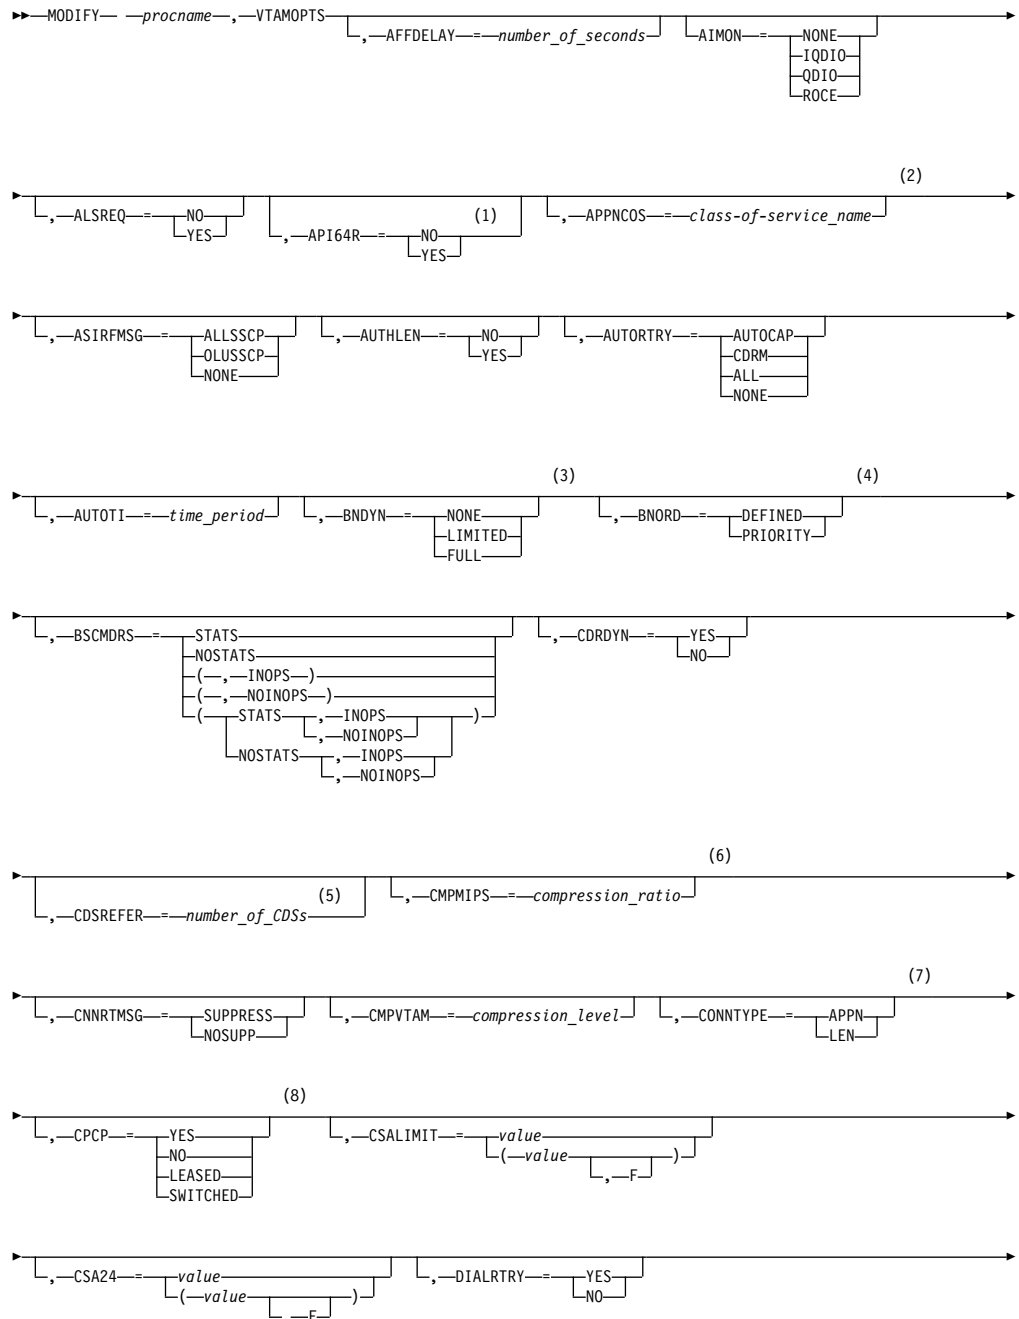 MODIFY procname , VTAMOPTS
, AFFDELAY = number_of_seconds AIMON = NONE
IQDIO
QDIO
ROCE
(2)
, ALSREQ = NO
YES
(1)
, API64R = NO
YES
, APPNCOS = class-of-service_name
, ASIRFMSG = ALLSSCP
OLUSSCP
NONE
, AUTHLEN = NO
YES
, AUTORTRY = AUTOCAP
CDRM
ALL
NONE
(3) (4)
, AUTOTI = time_period
, BNDYN = NONE
LIMITED
FULL
, BNORD = DEFINED
PRIORITY
, BSCMDRS = STATS
NOSTATS
( , INOPS )
( , NOINOPS )
( STATS , INOPS )
, NOINOPS
NOSTATS , INOPS
, NOINOPS
, CDRDYN = YES
NO
(6)
(5)
, CDSREFER = number_of_CDSs
, CMPMIPS = compression_ratio
(7)
, CNNRTMSG = SUPPRESS
NOSUPP
, CMPVTAM = compression_level
, CONNTYPE = APPN
LEN
(8)
, CPCP = YES
NO
LEASED
SWITCHED
, CSALIMIT = value
( value )
, F
, CSA24 = value
( value )
, F
, DIALRTRY = YES
NO